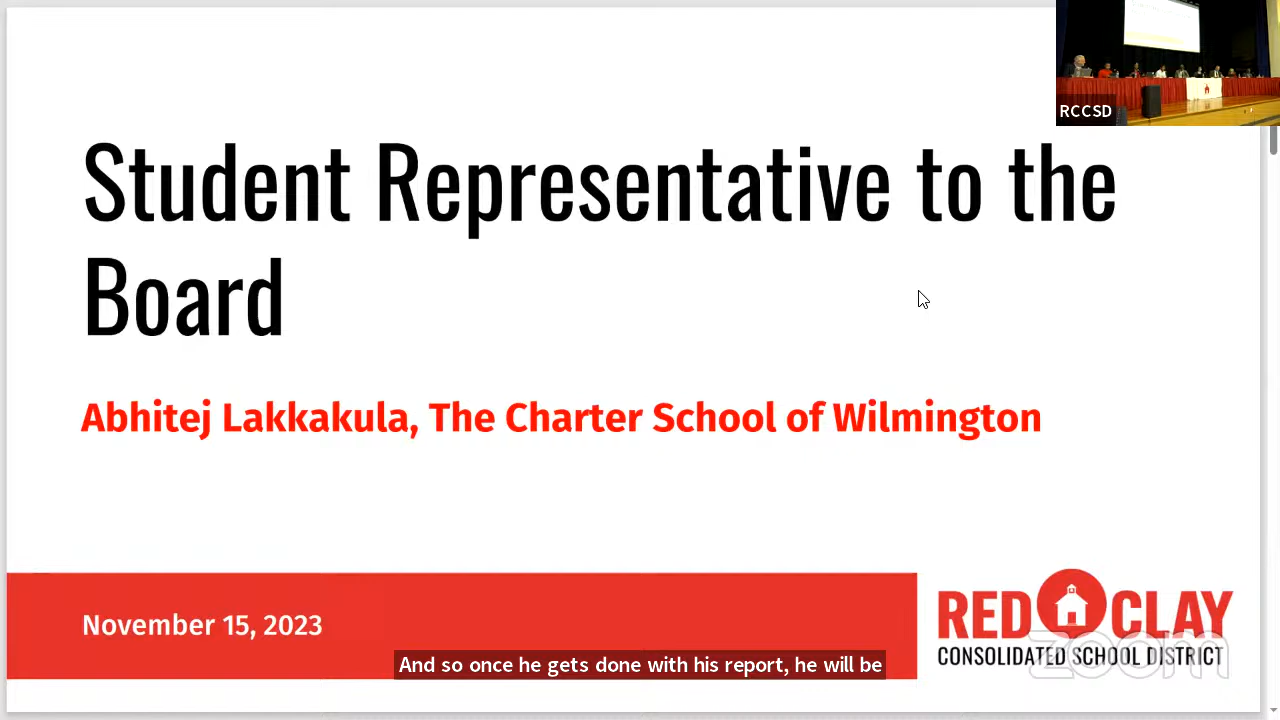 RCCSD
Student Representative to the
Board
Abhitej Lakkakula, The Charter School of Wilmington
November 15, 2023
RED CLAY
CONSOLIDATED SCHOOL DISTRICT
zoom
And so once he gets done with his report, he will be